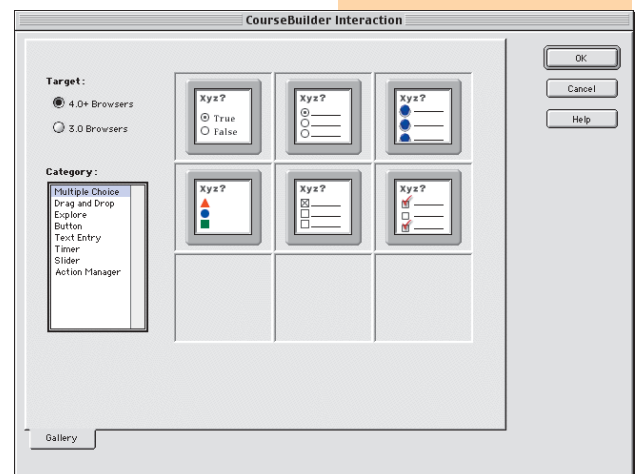 CourseBuilder Interaction
OK
Cancel
Help
Target:
4.0+ Browsers
3.0 Browsers
Category:
Multiple Choice
Drag and Drop
Explore
Button
Text Entry
Timer
Slider
Action Manager
Xyz?
True
False
Xyz?
Xyz?
Xyz?
Xyz?
Xyz?
Gallery